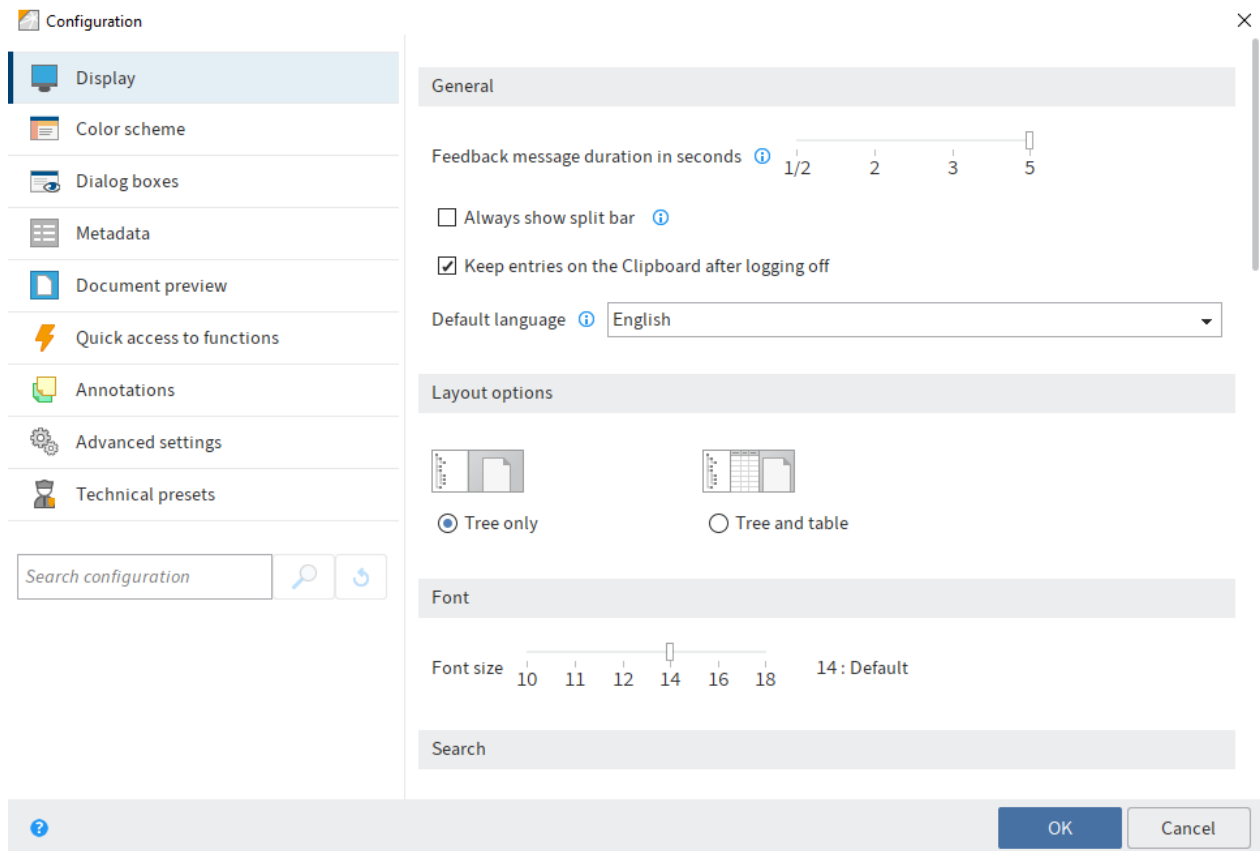 Configuration
Display
Color scheme
Dialog boxes
Metadata
Document preview
Quick access to functions
Annotations
Advanced settings
Technical presets
Search configuration
General
Feedback message duration in seconds
1/2 2 3 5
Always show split bar
Keep entries on the Clipboard after logging off
Default language English
Layout options
Tree only Tree and table
Font
Font size 10 11 12 14 16 18 14 : Default
Search
OK Cancel